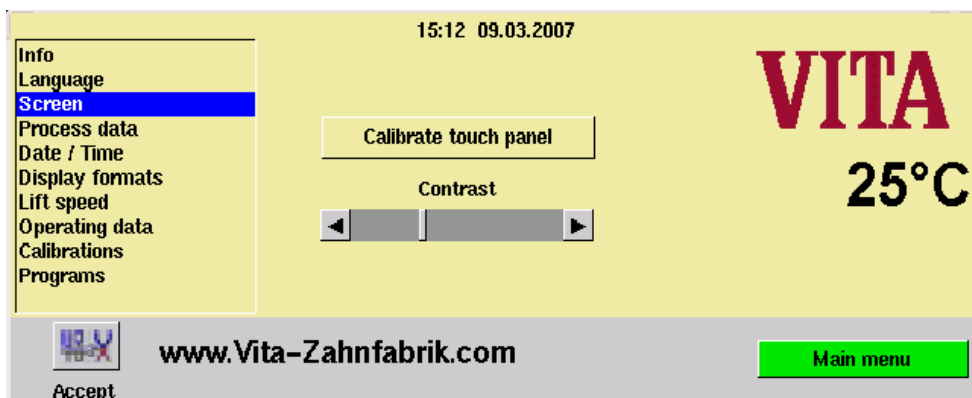 15:12 09.03.2007
Info
Language
Screen
Process data
Date / Time
Display formats
Lift speed
Operating data
Calibrations
Programs
Calibrate touch panel
Contrast
VITA
25°C
Accept
www.Vita-Zahnfabrik.com
Main menu